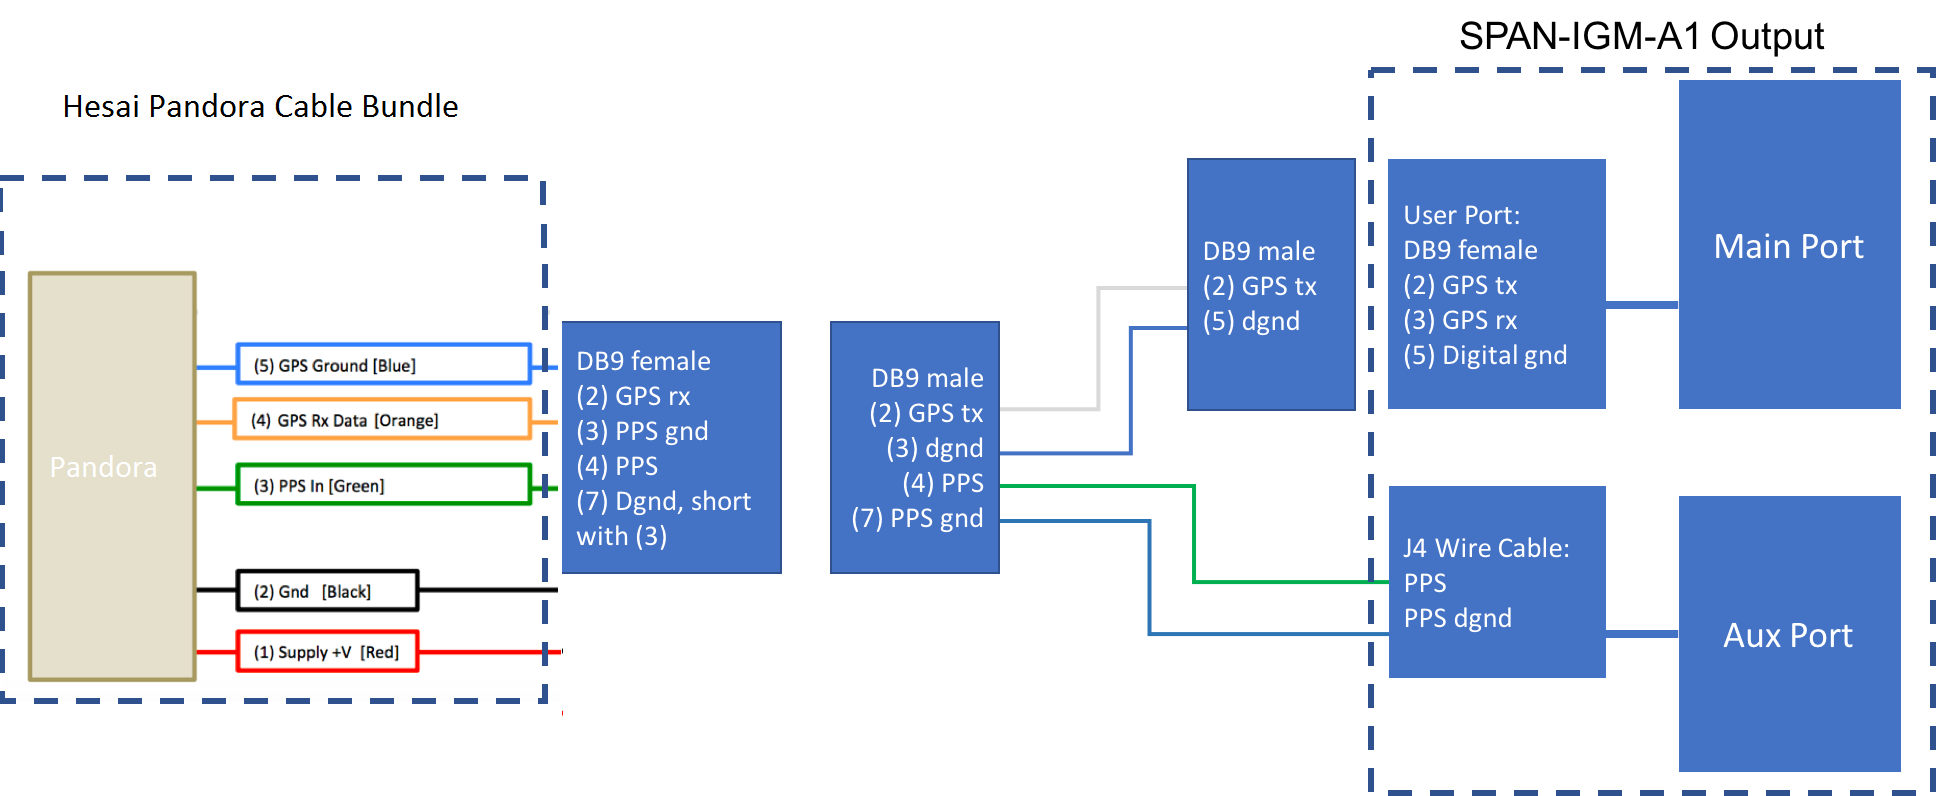 SPAN-IGM-A1 Output
Hesai Pandora Cable Bundle
Pandora
(5) GPS Ground [Blue]
(4) GPS Rx Data [Orange]
(3) PPS In [Green]
(2) Gnd [Black]
(1) Supply +V [Red]
DB9 female
(2) GPS rx
(3) PPS gnd
(4) PPS
(7) Dgnd, short
with (3)
DB9 male
(2) GPS tx
(3) dgnd
(4) PPS
(7) PPS gnd
DB9 male
(2) GPS tx
(5) dgnd
User Port:
DB9 female
(2) GPS tx
(3) GPS rx
(5) Digital gnd
Main Port
J4 Wire Cable:
PPS
PPS dgnd
Aux Port